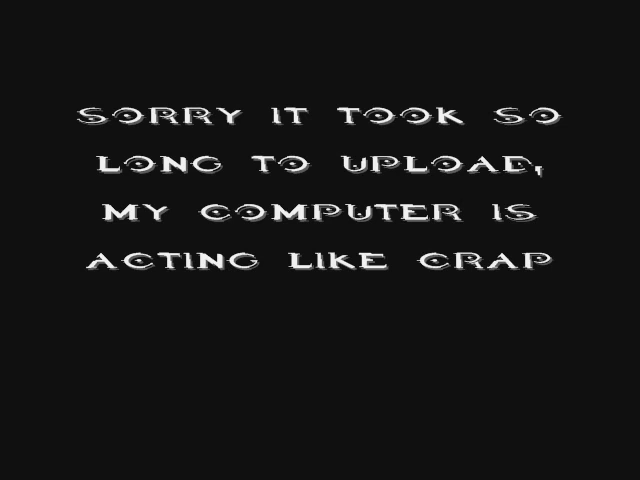 SORRY IT TOOK SO
LONG TO UPLOAD,
MY COMPUTER IS
ACTING LIKE CRAP